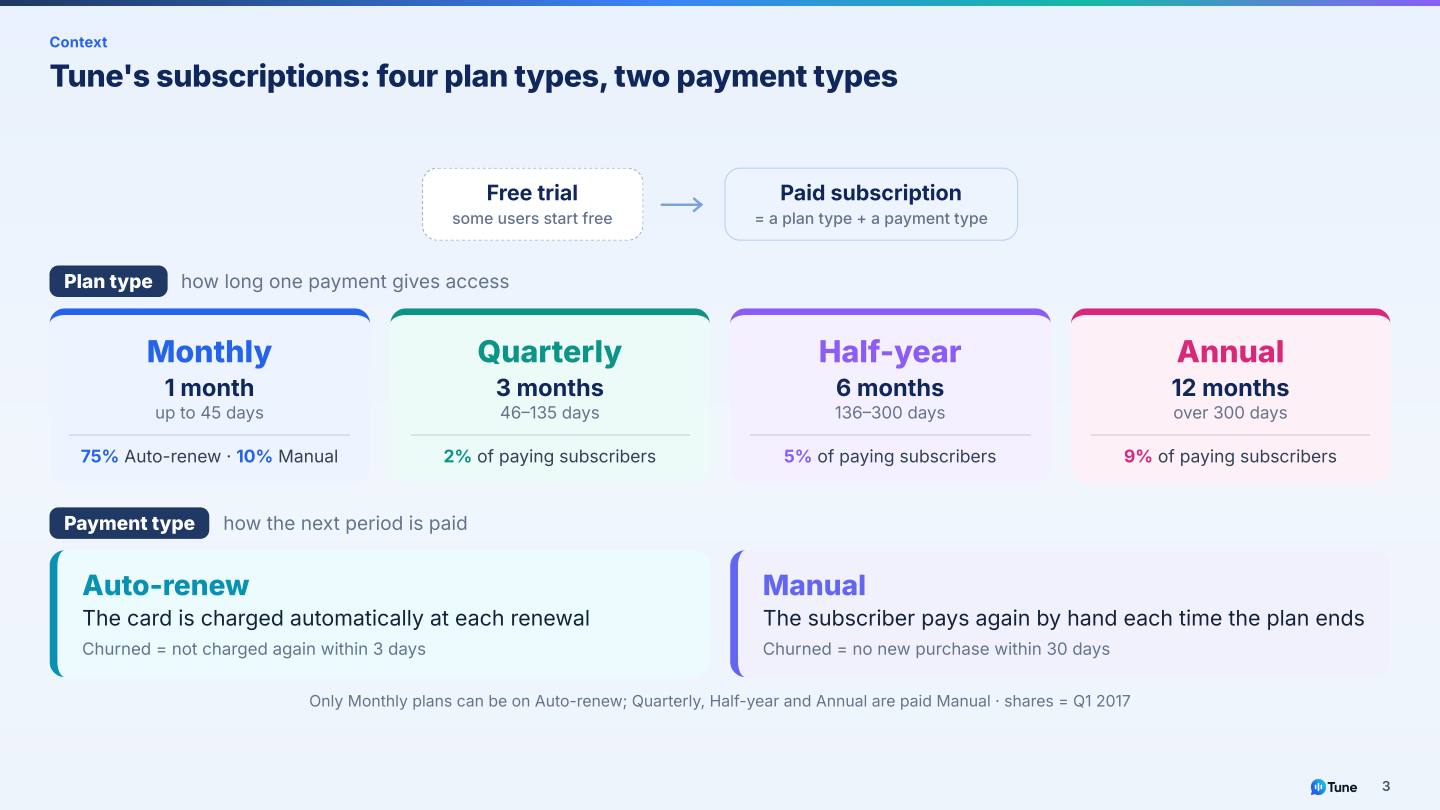 Context
Tune's subscriptions: four plan types, two payment types
Free trial
some users start free
Paid subscription
= a plan type + a payment type
Plan type how long one payment gives access
Monthly
1 month
up to 45 days
75% Auto-renew · 10% Manual
Quarterly
3 months
46–135 days
2% of paying subscribers
Half-year
6 months
136–300 days
5% of paying subscribers
Annual
12 months
over 300 days
9% of paying subscribers
Payment type how the next period is paid
Auto-renew
The card is charged automatically at each renewal
Churned = not charged again within 3 days
Manual
The subscriber pays again by hand each time the plan ends
Churned = no new purchase within 30 days
Only Monthly plans can be on Auto-renew; Quarterly, Half-year and Annual are paid Manual · shares = Q1 2017
Tune 3